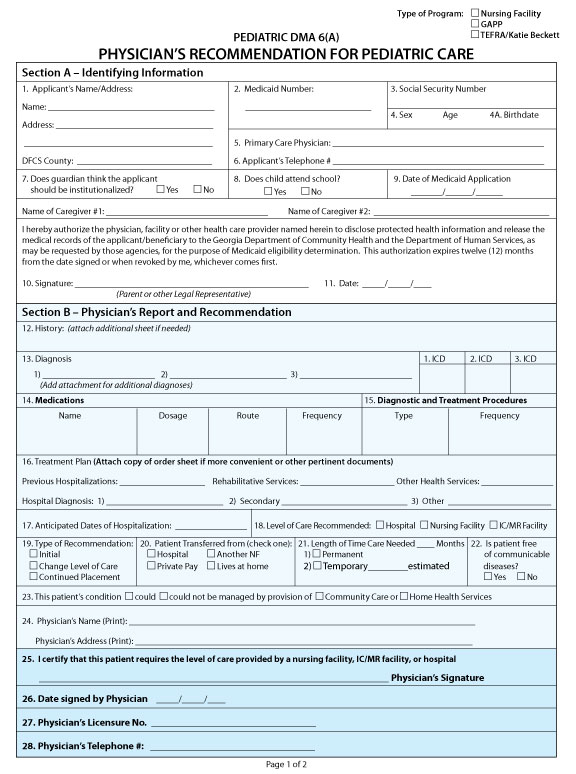 Type of Program: ☐ Nursing Facility
☐ GAPP
☐ TEFRA/Katie Beckett
PEDIATRIC DMA 6(A)
PHYSICIAN'S RECOMMENDATION FOR PEDIATRIC CARE
Section A – Identifying Information
1. Applicant's Name/Address:
Name:
Address:
DFCS County:
2. Medicaid Number:
3. Social Security Number
4. Sex Age 4A. Birthdate
5. Primary Care Physician:
6. Applicant's Telephone #
7. Does guardian think the applicant
should be institutionalized? ☐ Yes ☐ No
8. Does child attend school?
☐ Yes ☐ No
9. Date of Medicaid Application
____/____/____
Name of Caregiver #1: Name of Caregiver #2:
I hereby authorize the physician, facility or other health care provider named herein to disclose protected health information and release the
medical records of the applicant/beneficiary to the Georgia Department of Community Health and the Department of Human Services, as
may be requested by those agencies, for the purpose of Medicaid eligibility determination. This authorization expires twelve (12) months
from the date signed or when revoked by me, whichever comes first.
10. Signature: 11. Date: ____/____/____
(Parent or other Legal Representative)
Section B – Physician's Report and Recommendation
12. History: (attach additional sheet if needed)
13. Diagnosis
1) 2) 3)
(Add attachment for additional diagnoses)
1. ICD 2. ICD 3. ICD
14. Medications
Name Dosage Route Frequency
15. Diagnostic and Treatment Procedures
Type Frequency
16. Treatment Plan (Attach copy of order sheet if more convenient or other pertinent documents)
Previous Hospitalizations: Rehabilitative Services: Other Health Services:
Hospital Diagnosis: 1) 2) Secondary 3) Other
17. Anticipated Dates of Hospitalization:
18. Level of Care Recommended: ☐ Hospital ☐ Nursing Facility ☐ IC/MR Facility
19. Type of Recommendation:
☐ Initial
☐ Change Level of Care
☐ Continued Placement
20. Patient Transferred from (check one):
☐ Hospital ☐ Another NF
☐ Private Pay ☐ Lives at home
21. Length of Time Care Needed ____ Months
1) ☐ Permanent
2) ☐ Temporary ________ estimated
22. Is patient free
of communicable
diseases?
☐ Yes ☐ No
23. This patient's condition ☐ could ☐ could not be managed by provision of ☐ Community Care or ☐ Home Health Services
24. Physician's Name (Print):
Physician's Address (Print):
25. I certify that this patient requires the level of care provided by a nursing facility, IC/MR facility, or hospital
Physician's Signature
26. Date signed by Physician ____/____/____
27. Physician's Licensure No.
28. Physician's Telephone #:
Page 1 of 2